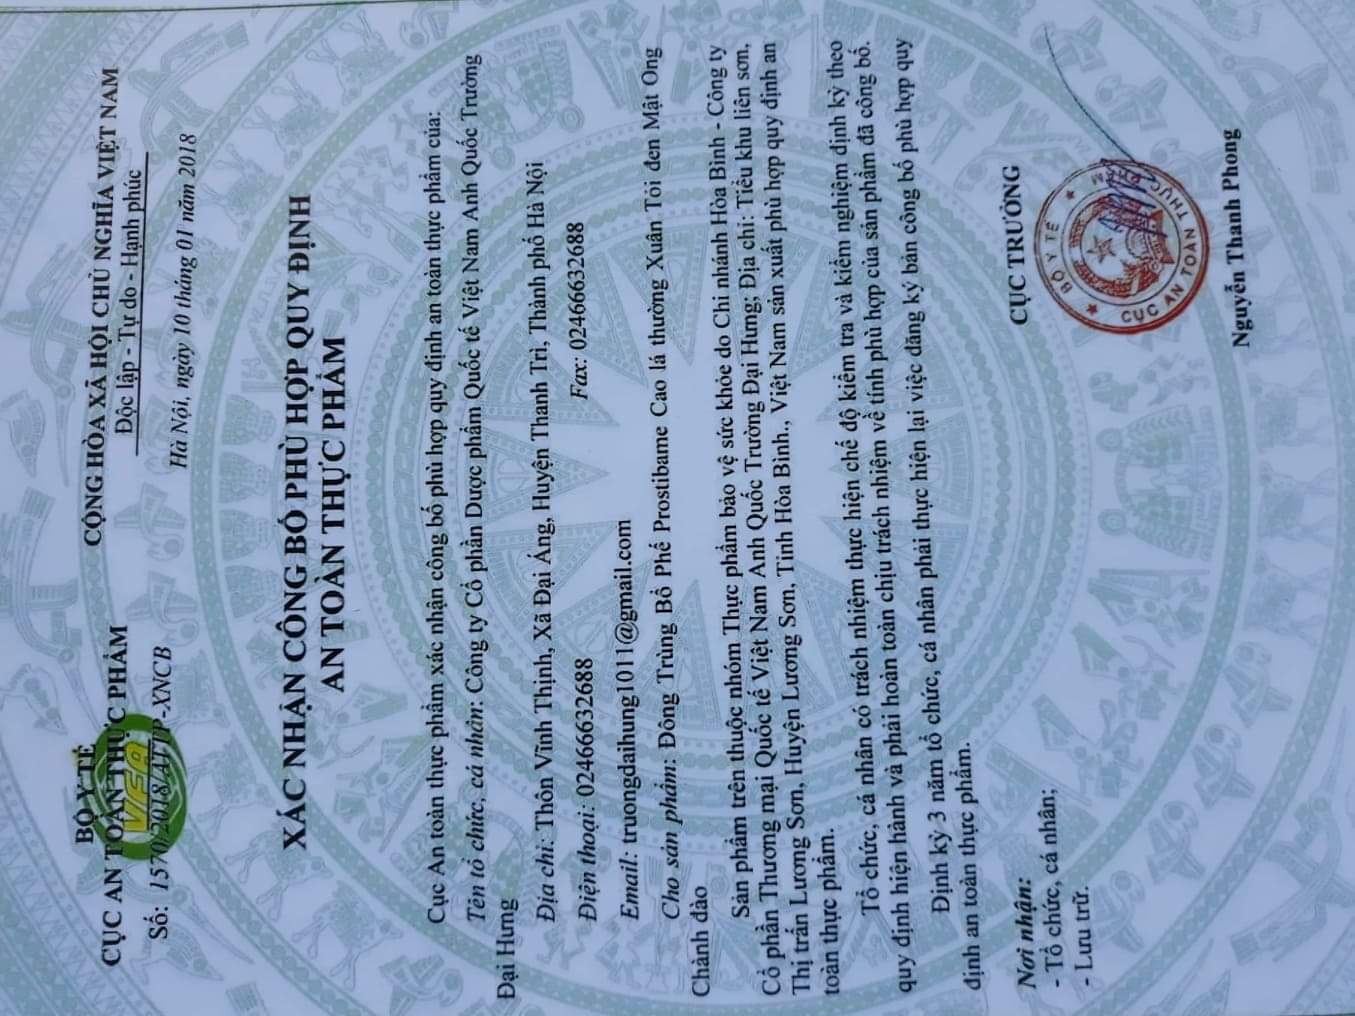 BỘ Y TẾ
CỤC AN TOÀN THỰC PHẨM
Số: 1570/2018/ATTP-XNCB
VFA
CỘNG HÒA XÃ HỘI CHỦ NGHĨA VIỆT NAM
Độc lập - Tự do - Hạnh phúc
Hà Nội, ngày 10 tháng 01 năm 2018
XÁC NHẬN CÔNG BỐ PHÙ HỢP QUY ĐỊNH
AN TOÀN THỰC PHẨM
Cục An toàn thực phẩm xác nhận công bố phù hợp quy định an toàn thực phẩm của:
Tên tổ chức, cá nhân: Công ty Cổ phần Dược phẩm Quốc tế Việt Nam Anh Quốc Trường
Đại Hưng
Địa chỉ: Thôn Vĩnh Thịnh, Xã Đại Áng, Huyện Thanh Trì, Thành phố Hà Nội
Điện thoại: 02466632688 Fax: 02466632688
Email: truongdaihung1011@gmail.com
Cho sản phẩm: Đông Trùng Bổ Phế Prostibame Cao lá thường Xuân Tỏi đen Mật Ong
Chành đào
Sản phẩm trên thuộc nhóm Thực phẩm bảo vệ sức khỏe do Chi nhánh Hòa Bình - Công ty
Cổ phần Thương mại Quốc tế Việt Nam Anh Quốc Trường Đại Hưng; Địa chỉ: Tiểu khu liên sơn,
Thị trấn Lương Sơn, Huyện Lương Sơn, Tỉnh Hòa Bình., Việt Nam sản xuất phù hợp quy định an
toàn thực phẩm.
Tổ chức, cá nhân có trách nhiệm thực hiện chế độ kiểm tra và kiểm nghiệm định kỳ theo
quy định hiện hành và phải hoàn toàn chịu trách nhiệm về tính phù hợp của sản phẩm đã công bố.
Định kỳ 3 năm tổ chức, cá nhân phải thực hiện lại việc đăng ký bản công bố phù hợp quy
định an toàn thực phẩm.
Nơi nhận:
- Tổ chức, cá nhân;
- Lưu trữ.
CỤC TRƯỞNG
BỘ Y TẾ
CỤC AN TOÀN THỰC PHẨM
Nguyễn Thanh Phong